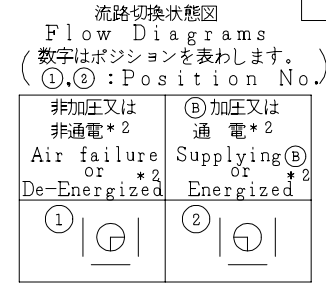 流路切換状態図
Flow Diagrams
(数字はポジションを表わします。
①,②:Position No.)
非加圧又は
非通電*2
Air failure
or *2
De-Energized
Ⓑ加圧又は
通 電*2
Supplying Ⓑ
or *2
Energized
①
②